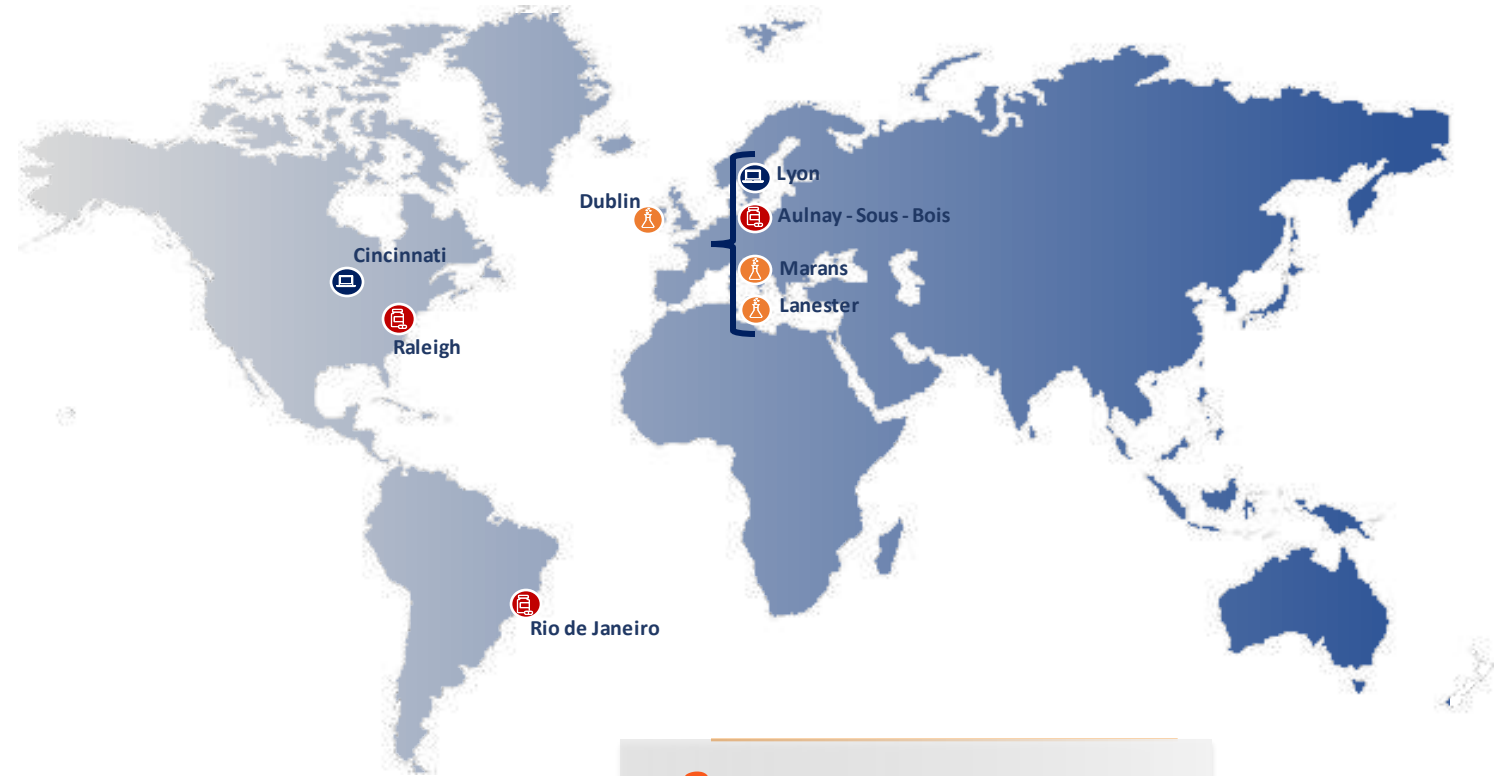 Lyon
Dublin
Aulnay - Sous - Bois
Cincinnati
Marans
Lanester
Raleigh
Rio de Janeiro